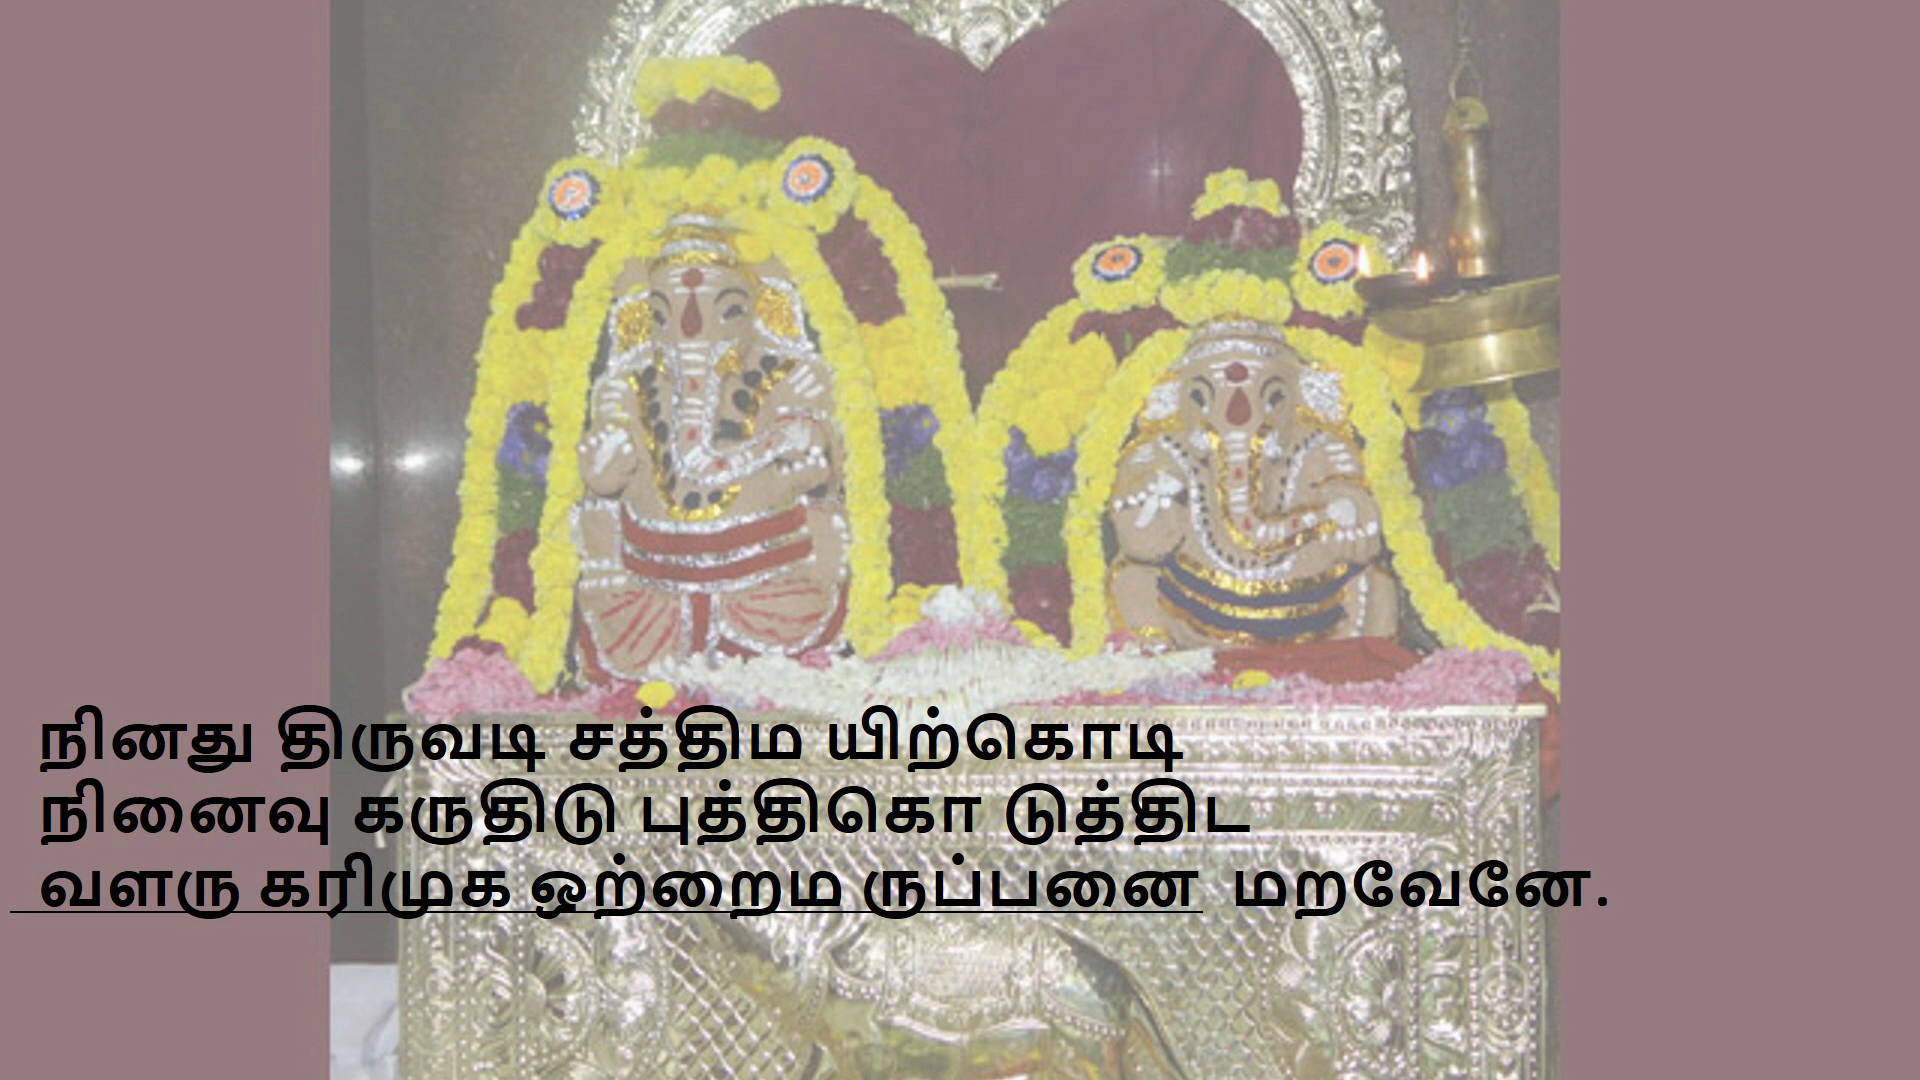 நினது திருவடி சத்திம யிற்கொடி
நினைவு கருதிடு புத்திகொ டுத்திட
வளரு கரிமுக ஒற்றைம ருப்பனை மறவேனே.